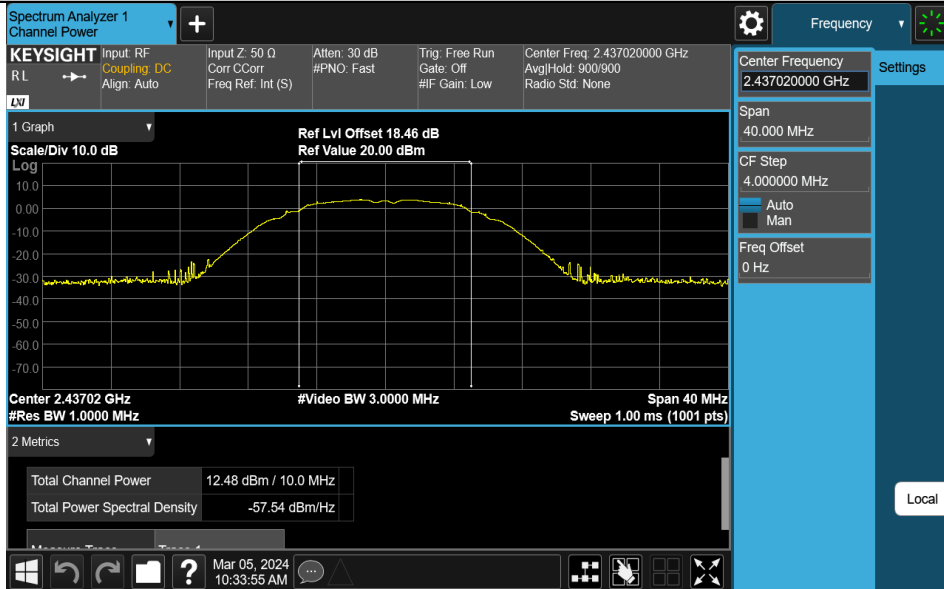 Spectrum Analyzer 1
Channel Power
+
Frequency
KEYSIGHT
RL
LXI
Input: RF
Coupling: DC
Align: Auto
Input Z: 50 Ω
Corr CCorr
Freq Ref: Int (S)
Atten: 30 dB
#PNO: Fast
Trig: Free Run
Gate: Off
#IF Gain: Low
Center Freq: 2.437020000 GHz
Avg|Hold: 900/900
Radio Std: None
Center Frequency
2.437020000 GHz
Settings
Span
40.000 MHz
CF Step
4.000000 MHz
Auto
Man
Freq Offset
0 Hz
Local
1 Graph
Scale/Div 10.0 dB
Ref Lvl Offset 18.46 dB
Ref Value 20.00 dBm
Log
10.0
0.00
-10.0
-20.0
-30.0
-40.0
-50.0
-60.0
-70.0
Center 2.43702 GHz
#Video BW 3.0000 MHz
Span 40 MHz
#Res BW 1.0000 MHz
Sweep 1.00 ms (1001 pts)
2 Metrics
Total Channel Power 12.48 dBm / 10.0 MHz
Total Power Spectral Density -57.54 dBm/Hz
?
Mar 05, 2024
10:33:55 AM